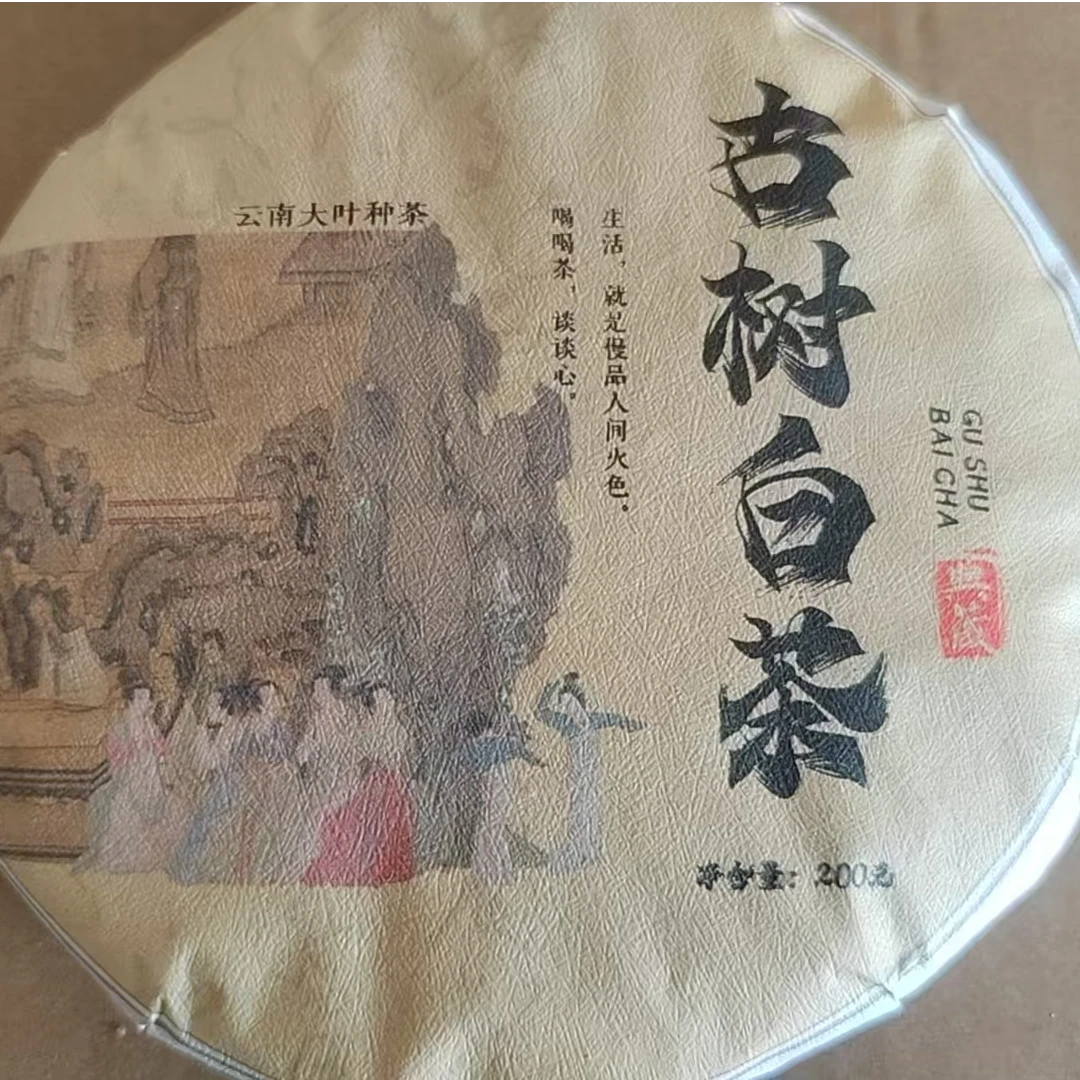 古树白茶
GU SHU
BAI CHA
云南大叶种茶
生活，就是慢品人间火色。
喝喝茶，谈谈心。
净含量：200克